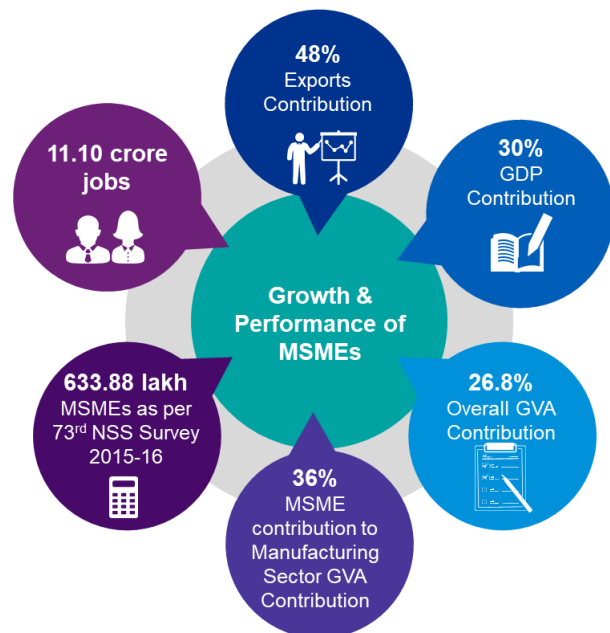 48%
Exports
Contribution
30%
GDP
Contribution
26.8%
Overall GVA
Contribution
36%
MSME
contribution to
Manufacturing
Sector GVA
Contribution
633.88 lakh
MSMEs as per
73rd NSS Survey
2015-16
11.10 crore
jobs
Growth &
Performance of
MSMEs